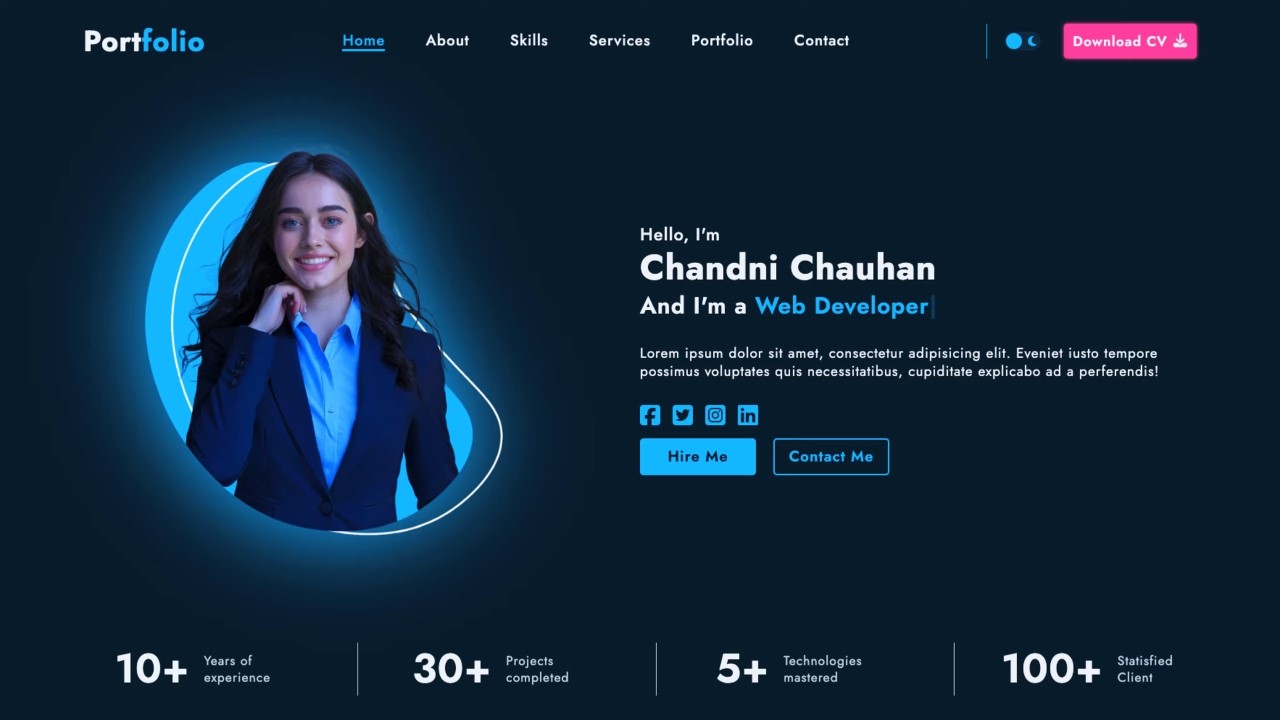 Portfolio
Home About Skills Services Portfolio Contact
Download CV
Hello, I'm
Chandni Chauhan
And I'm a Web Developer
Lorem ipsum dolor sit amet, consectetur adipisicing elit. Eveniet iusto tempore
possimus voluptates quis necessitatibus, cupiditate explicabo ad a perferendis!
Hire Me
Contact Me
10+ Years of
experience
30+ Projects
completed
5+ Technologies
mastered
100+ Statisfied
Client